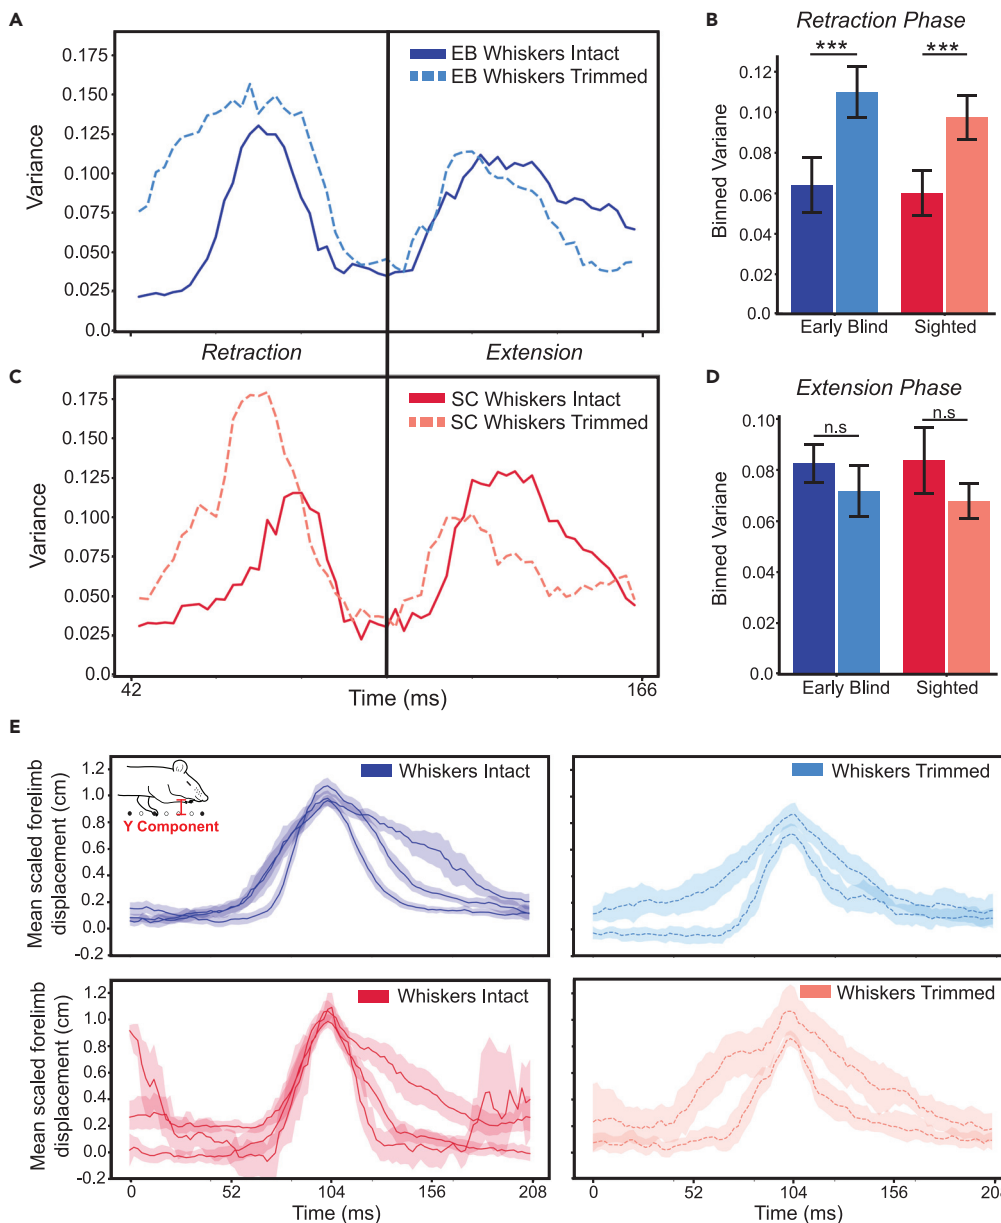 A
EB Whiskers Intact
EB Whiskers Trimmed
Variance
0.175
0.150
0.125
0.100
0.075
0.050
0.025
0.0
Retraction
Extension
B
Retraction Phase
***
***
Binned Variane
0.12
0.10
0.08
0.06
0.04
0.02
0.0
Early Blind
Sighted
C
SC Whiskers Intact
SC Whiskers Trimmed
Variance
0.175
0.150
0.125
0.100
0.075
0.050
0.025
0.0
42
166
Time (ms)
D
Extension Phase
n.s
n.s
Binned Variane
0.10
0.08
0.06
0.04
0.02
0.0
Early Blind
Sighted
E
Mean scaled forelimb
displacement (cm)
1.2
1.0
0.8
0.6
0.4
0.2
0.0
-0.2
Y Component
Whiskers Intact
Whiskers Trimmed
Mean scaled forelimb
displacement (cm)
1.2
1.0
0.8
0.6
0.4
0.2
0.0
-0.2
Whiskers Intact
Whiskers Trimmed
0
52
104
156
208
Time (ms)
0
52
104
156
208
Time (ms)